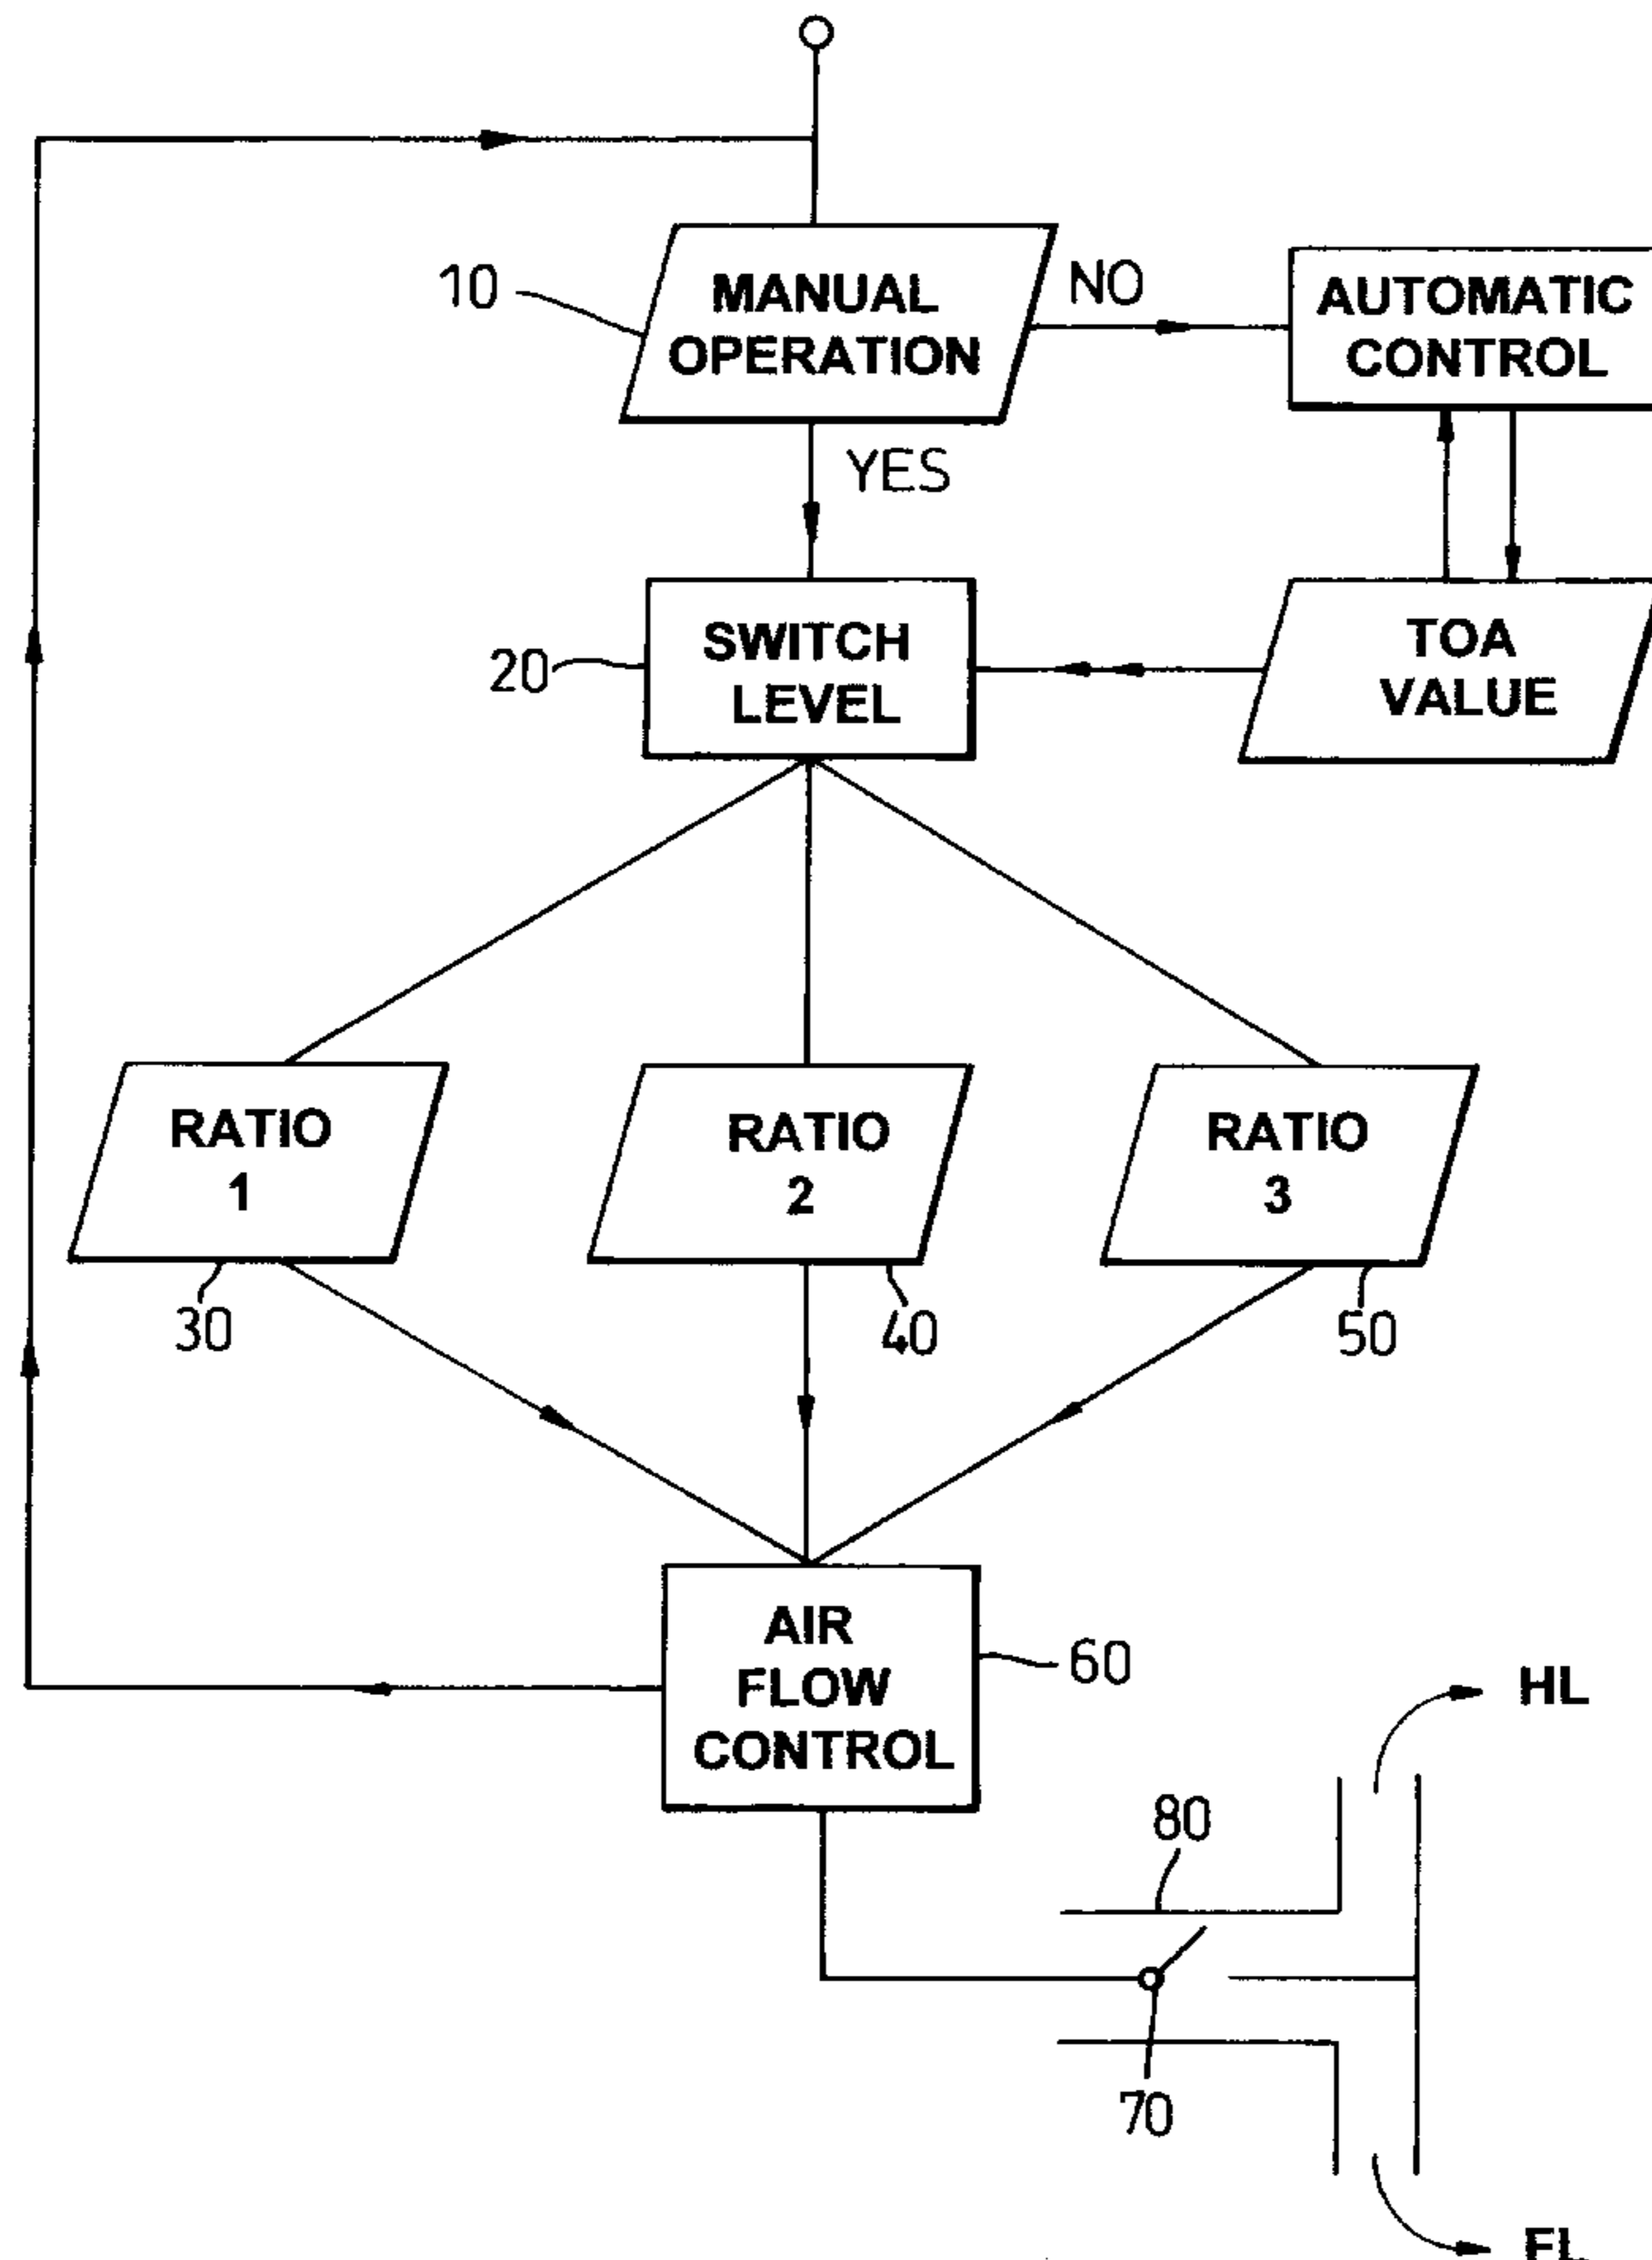 MANUAL
OPERATION
10
NO
AUTOMATIC
CONTROL
YES
SWITCH
LEVEL
20
TOA
VALUE
RATIO
1
RATIO
2
RATIO
3
30
40
50
AIR
FLOW
CONTROL
60
HL
80
70